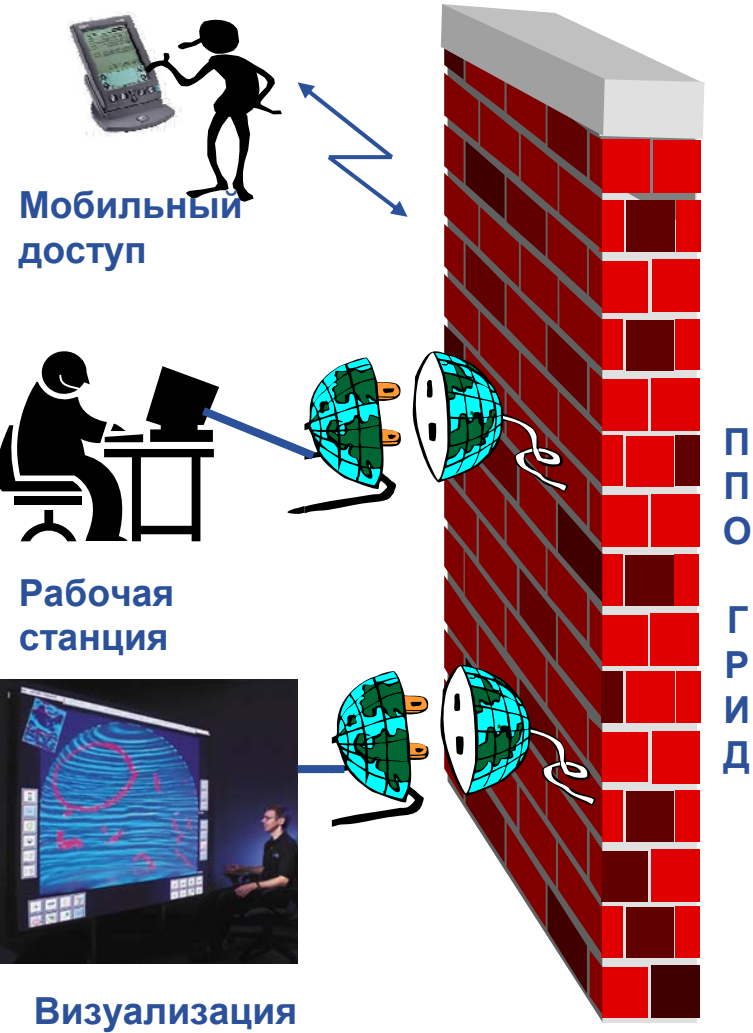 Мобильный
доступ
Рабочая
станция
Визуализация
П
П
О
Г
Р
И
Д